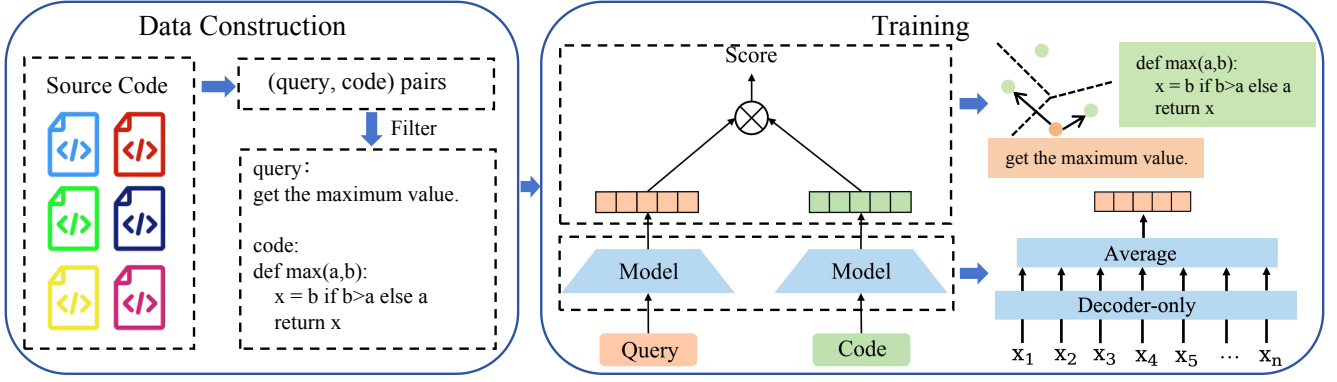 Data Construction
Source Code
</>
</>
</>
</>
</>
</>
(query, code) pairs
Filter
query:
get the maximum value.
code:
def max(a,b):
x = b if b>a else a
return x
Training
Score
Model
Model
Query
Code
def max(a,b):
x = b if b>a else a
return x
get the maximum value.
Average
Decoder-only
x₁ x₂ x₃ x₄ x₅ ... xₙ